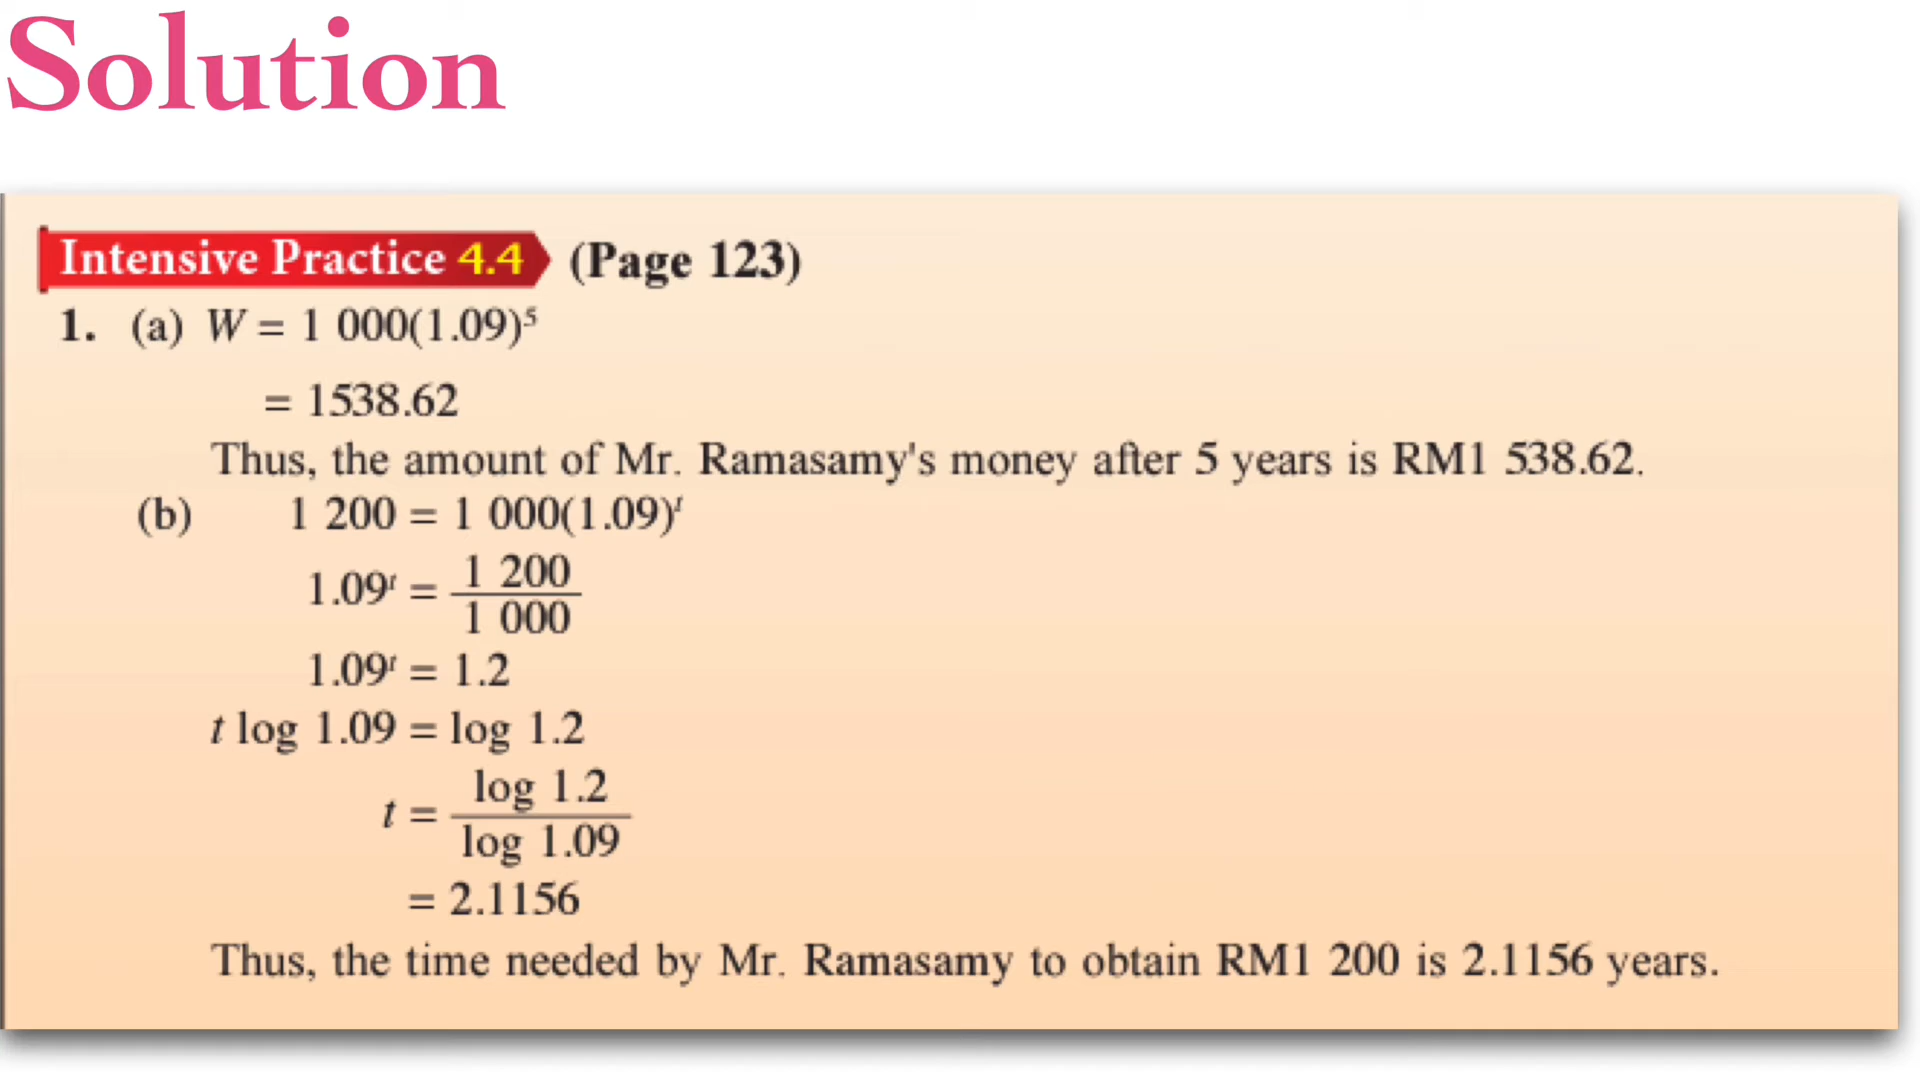 Solution
Intensive Practice 4.4 (Page 123)
1. (a) W = 1 000(1.09)⁵
= 1538.62
Thus, the amount of Mr. Ramasamy's money after 5 years is RM1 538.62.
(b) 1 200 = 1 000(1.09)ᵗ
1.09ᵗ = 1 200 / 1 000
1.09ᵗ = 1.2
t log 1.09 = log 1.2
t = log 1.2 / log 1.09
= 2.1156
Thus, the time needed by Mr. Ramasamy to obtain RM1 200 is 2.1156 years.